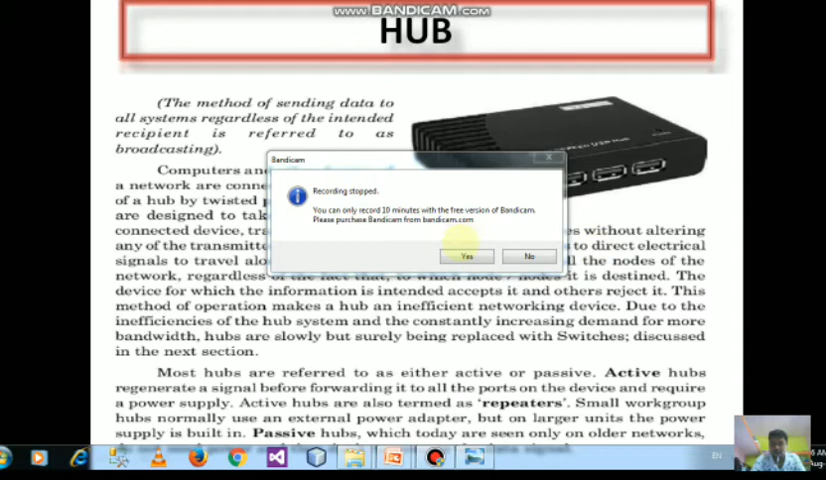 www.BANDICAM.com
HUB
(The method of sending data to
all systems regardless of the intended
recipient is referred to as
broadcasting).
Bandicam
Recording stopped.
You can only record 10 minutes with the free version of Bandicam.
Please purchase Bandicam from bandicam.com
Yes No
Computers
a network are
of a hub by twisted
are designed to
connected device, without altering
any of the transmitte to direct electrical
signals to travel ll the nodes of the
network, regardless of the fact that, to which node / nodes it is destined. The
device for which the information is intended accepts it and others reject it. This
method of operation makes a hub an inefficient networking device. Due to the
inefficiencies of the hub system and the constantly increasing demand for more
bandwidth, hubs are slowly but surely being replaced with Switches; discussed
in the next section.
Most hubs are referred to as either active or passive. Active hubs
regenerate a signal before forwarding it to all the ports on the device and require
a power supply. Active hubs are also termed as ‘repeaters’. Small workgroup
hubs normally use an external power adapter, but on larger units the power
supply is built in. Passive hubs, which today are seen only on older networks,
EN